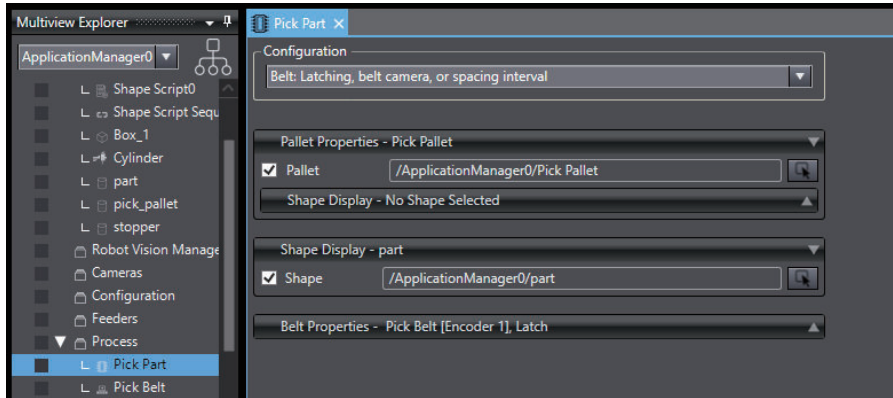 Multiview Explorer
ApplicationManager0
Shape Script0
Shape Script Sequ
Box_1
Cylinder
part
pick_pallet
stopper
Robot Vision Manage
Cameras
Configuration
Feeders
Process
Pick Part
Pick Belt
Pick Part
Configuration
Belt: Latching, belt camera, or spacing interval
Pallet Properties - Pick Pallet
Pallet /ApplicationManager0/Pick Pallet
Shape Display - No Shape Selected
Shape Display - part
Shape /ApplicationManager0/part
Belt Properties - Pick Belt [Encoder 1], Latch